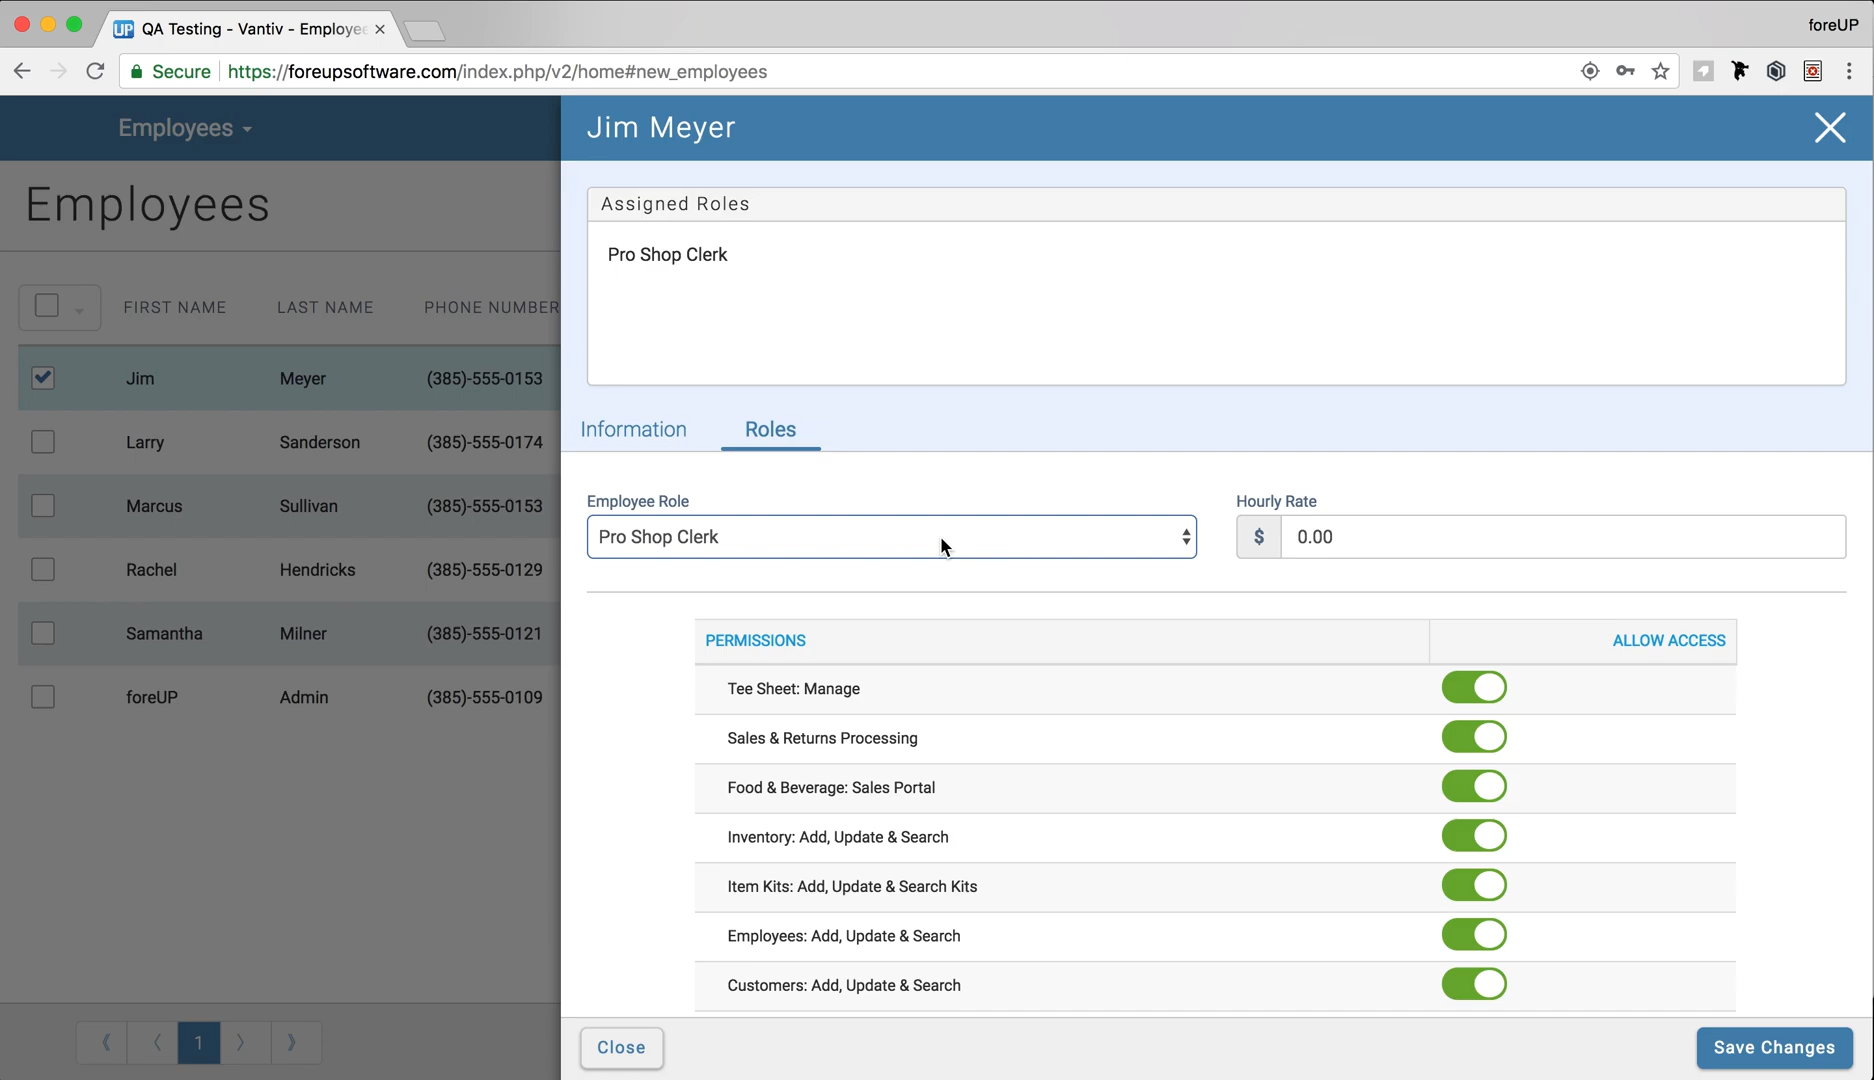 UP QA Testing - Vantiv - Employee
foreUP
Secure https://foreupsoftware.com/index.php/v2/home#new_employees
Employees
Jim Meyer
Employees
Assigned Roles
Pro Shop Clerk
FIRST NAME LAST NAME PHONE NUMBER
Jim Meyer (385)-555-0153
Larry Sanderson (385)-555-0174
Marcus Sullivan (385)-555-0153
Rachel Hendricks (385)-555-0129
Samantha Milner (385)-555-0121
foreUP Admin (385)-555-0109
1
Information Roles
Employee Role Hourly Rate
Pro Shop Clerk $ 0.00
PERMISSIONS ALLOW ACCESS
Tee Sheet: Manage
Sales & Returns Processing
Food & Beverage: Sales Portal
Inventory: Add, Update & Search
Item Kits: Add, Update & Search Kits
Employees: Add, Update & Search
Customers: Add, Update & Search
Close Save Changes